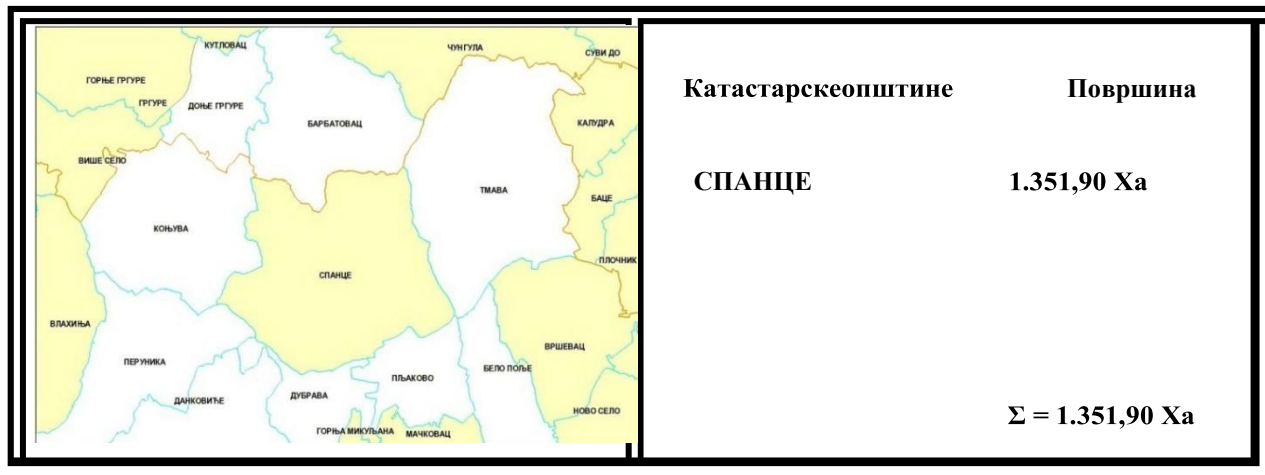 КУТЛОВАЦ
ЧУНГУЛА
СУВИ ДО
ГОРЊЕ ГРГУРЕ
ГРГУРЕ
ДОЊЕ ГРГУРЕ
БАРБАТОВАЦ
КАЛУДРА
ВИШЕ СЕЛО
ТМАВА
БАЦЕ
КОЊУВА
ПЛОЧНИК
СПАНЦЕ
ВЛАХИЊА
ВРШЕВАЦ
ПЕРУНИКА
БЕЛО ПОЉЕ
ПЉАКОВО
ДУБРАВА
ДАНКОВИЋЕ
НОВО СЕЛО
ГОРЊА МИКУЉАНА
МАЧКОВАЦ
Катастарскеопштине Површина
СПАНЦЕ 1.351,90 Ха
Σ = 1.351,90 Ха